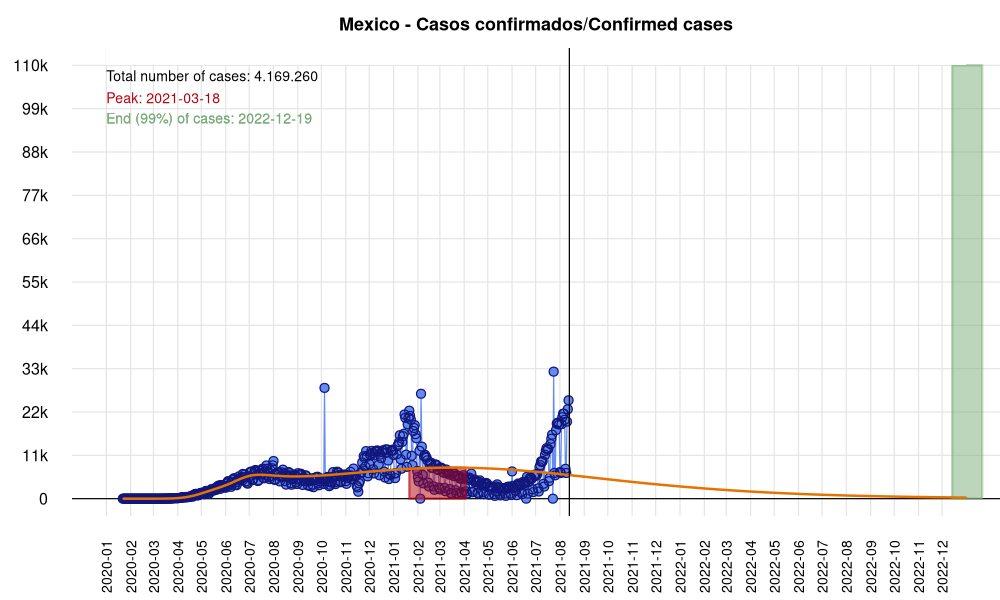 Mexico - Casos confirmados/Confirmed cases
Total number of cases: 4.169.260
Peak: 2021-03-18
End (99%) of cases: 2022-12-19
110k
99k
88k
77k
66k
55k
44k
33k
22k
11k
0
2020-01
2020-02
2020-03
2020-04
2020-05
2020-06
2020-07
2020-08
2020-09
2020-10
2020-11
2020-12
2021-01
2021-02
2021-03
2021-04
2021-05
2021-06
2021-07
2021-08
2021-09
2021-10
2021-11
2021-12
2022-01
2022-02
2022-03
2022-04
2022-05
2022-06
2022-07
2022-08
2022-09
2022-10
2022-11
2022-12